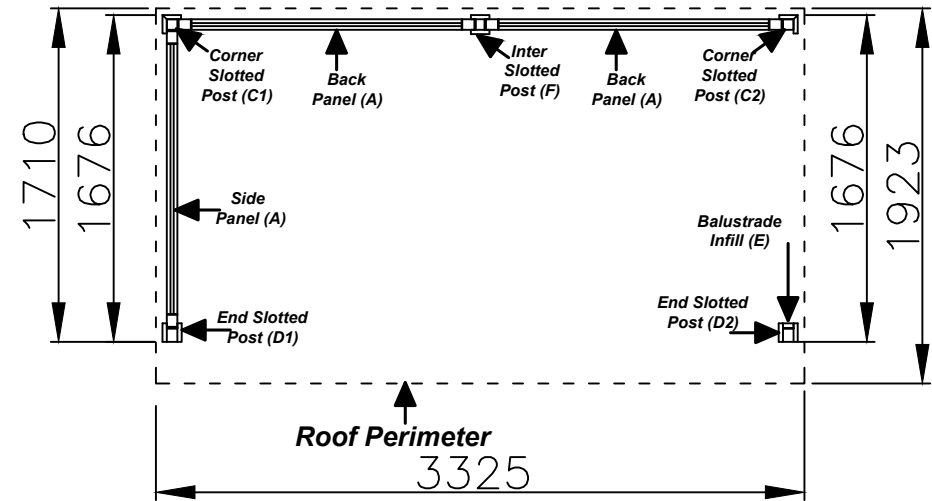 Corner
Slotted
Post (C1)
Back
Panel (A)
Inter
Slotted
Post (F)
Back
Panel (A)
Corner
Slotted
Post (C2)
1710
1676
1676
1923
Side
Panel (A)
Balustrade
Infill (E)
End Slotted
Post (D1)
End Slotted
Post (D2)
Roof Perimeter
3325